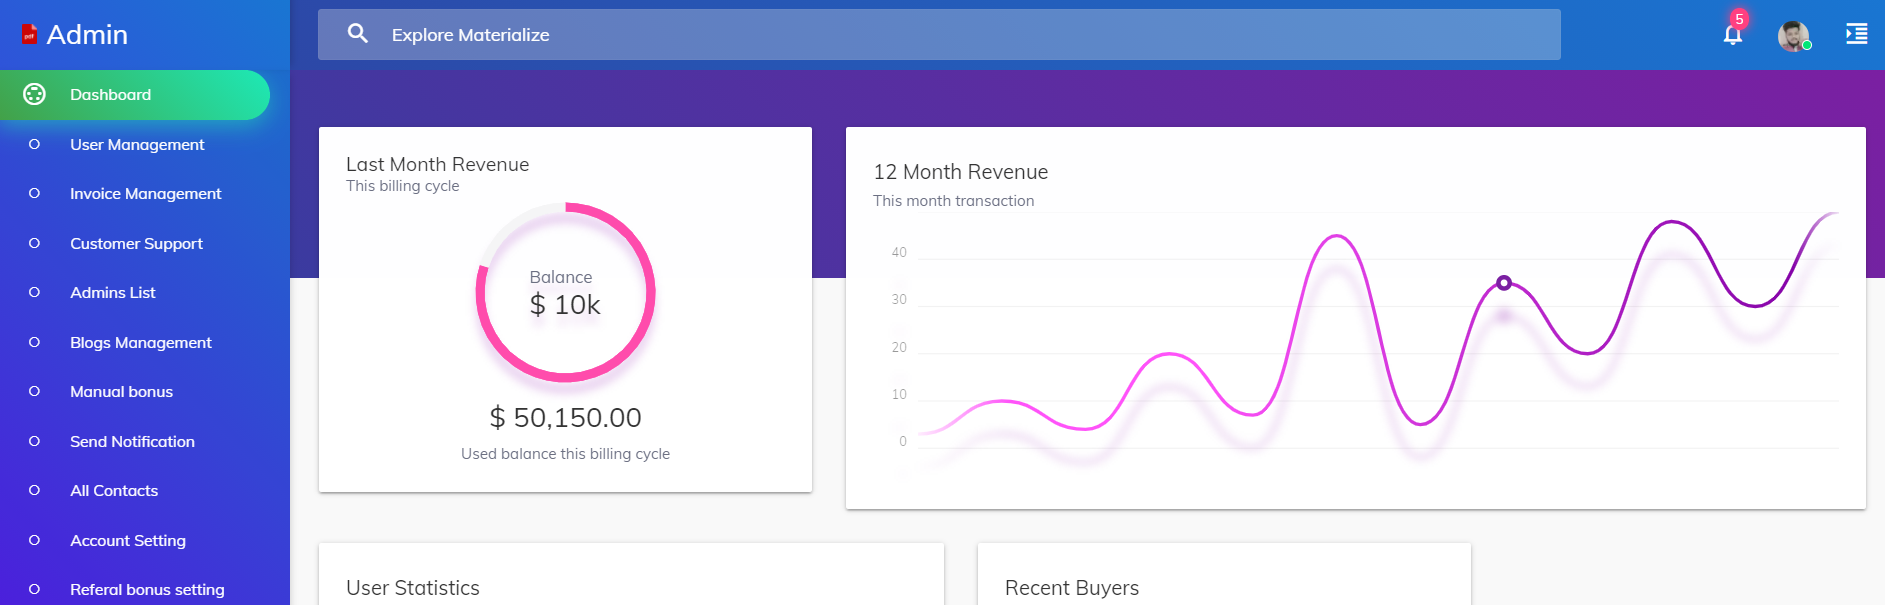 Admin
Explore Materialize
5
Dashboard
User Management
Invoice Management
Customer Support
Admins List
Blogs Management
Manual bonus
Send Notification
All Contacts
Account Setting
Referal bonus setting
Last Month Revenue
This billing cycle
Balance
$ 10k
$ 50,150.00
Used balance this billing cycle
12 Month Revenue
This month transaction
40
30
20
10
0
User Statistics
Recent Buyers